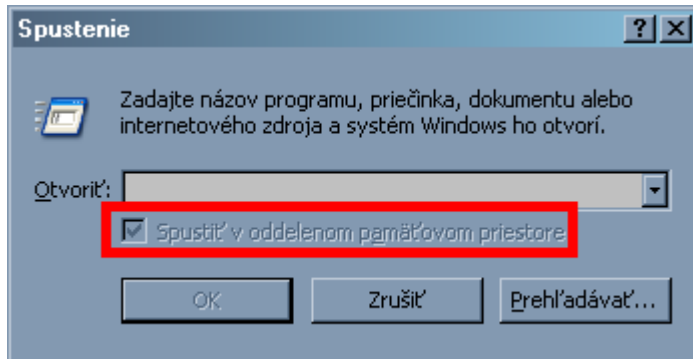 Spustenie
Zadajte názov programu, priečinka, dokumentu alebo
internetového zdroja a systém Windows ho otvorí.
Otvoriť:
Spustiť v oddelenom pamäťovom priestore
OK
Zrušiť
Prehľadávať...